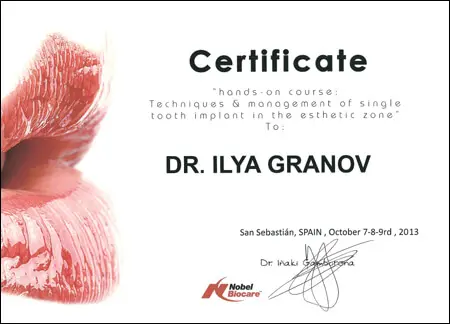 Certificate
"hands-on course:
Techniques & management of single
tooth implant in the esthetic zone"
To:
DR. ILYA GRANOV
San Sebastián, SPAIN , October 7-8-9rd , 2013
Dr. Iñaki Gamborena
Nobel
Biocare™